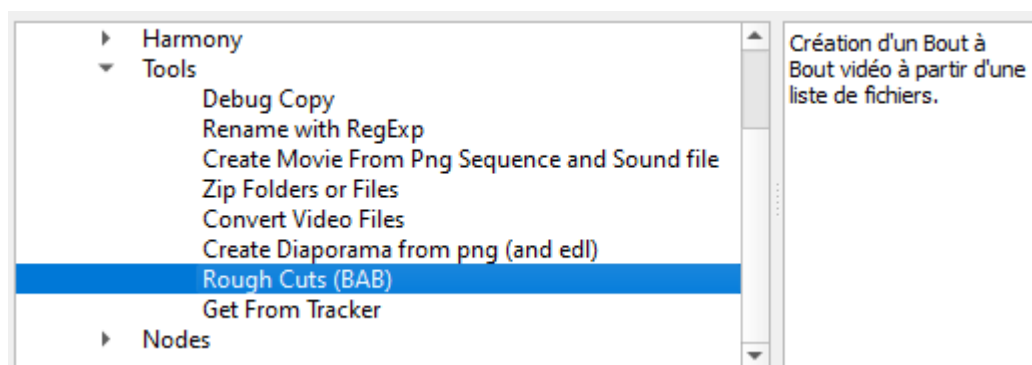 Harmony
Tools
Debug Copy
Rename with RegExp
Create Movie From Png Sequence and Sound file
Zip Folders or Files
Convert Video Files
Create Diaporama from png (and edl)
Rough Cuts (BAB)
Get From Tracker
Nodes
Création d'un Bout à
Bout vidéo à partir d'une
liste de fichiers.